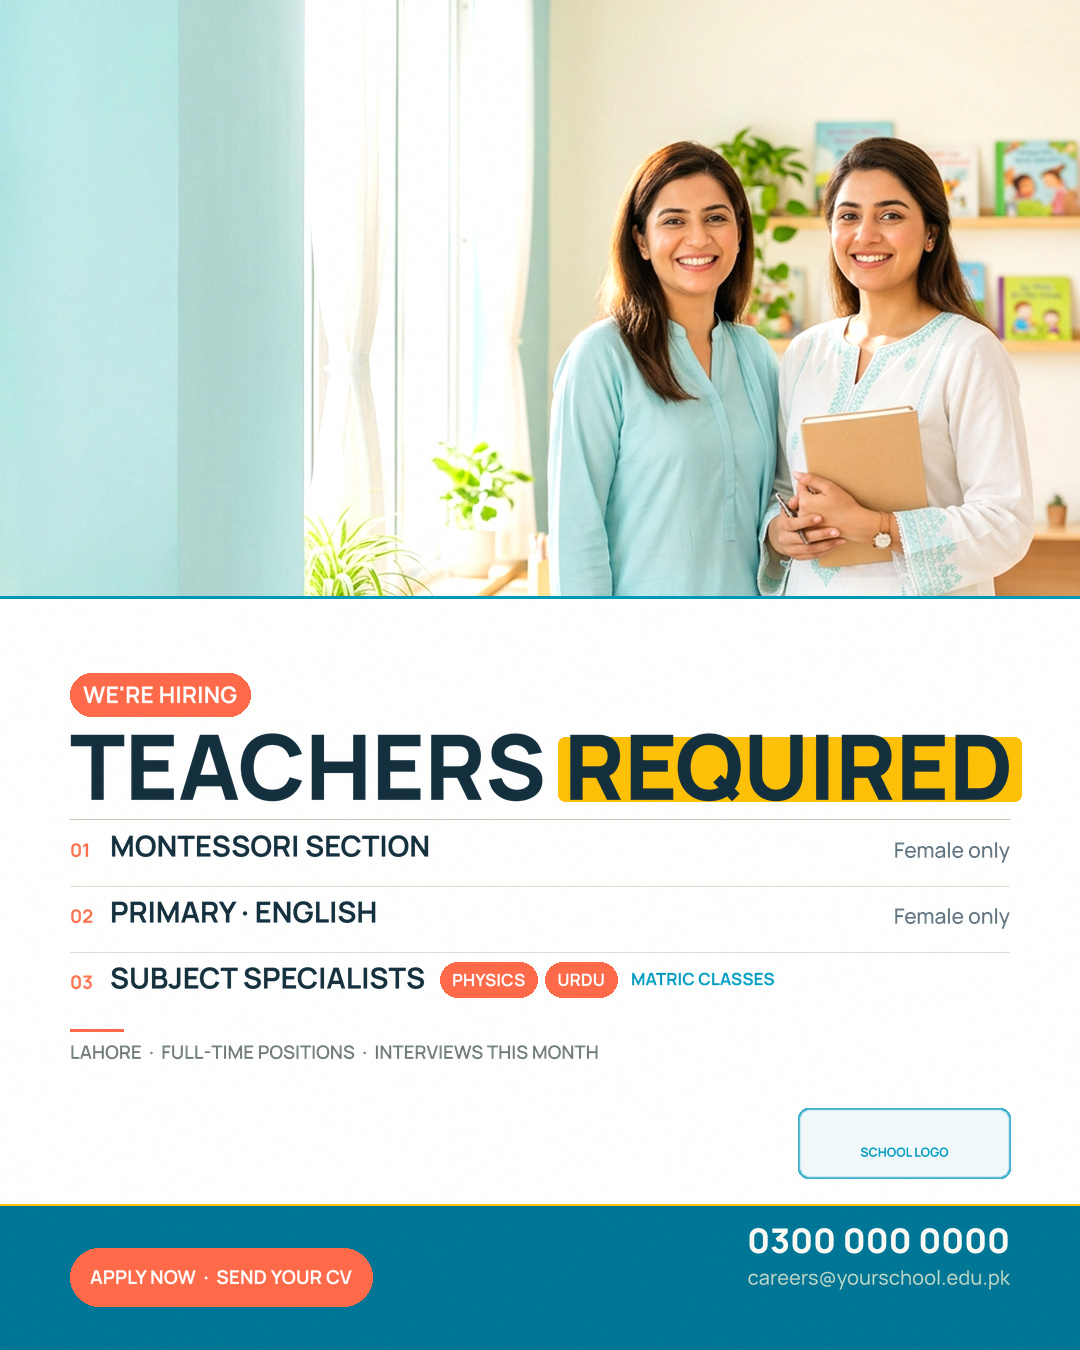 WE'RE HIRING
TEACHERS REQUIRED
01 MONTESSORI SECTION Female only
02 PRIMARY · ENGLISH Female only
03 SUBJECT SPECIALISTS PHYSICS URDU MATRIC CLASSES
LAHORE · FULL-TIME POSITIONS · INTERVIEWS THIS MONTH
SCHOOL LOGO
APPLY NOW · SEND YOUR CV
0300 000 0000
careers@yourschool.edu.pk